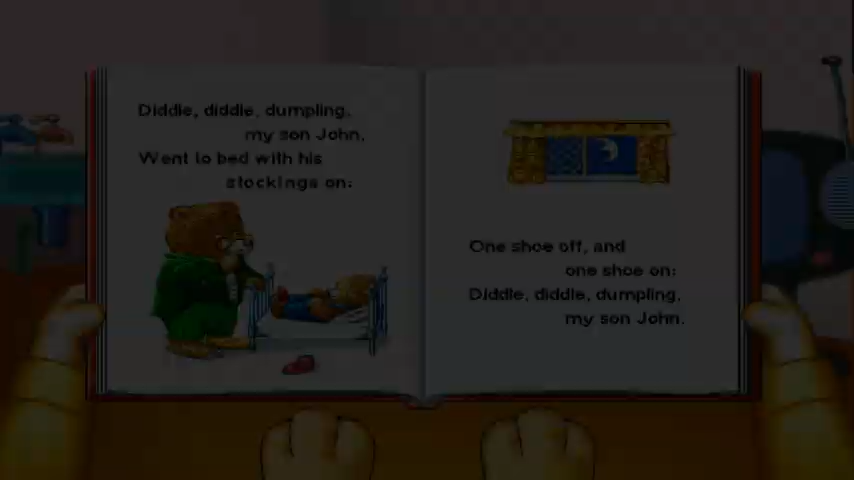 Diddle, diddle, dumpling,
my son John,
Went to bed with his
stockings on:
One shoe off, and
one shoe on:
Diddle, diddle, dumpling,
my son John.